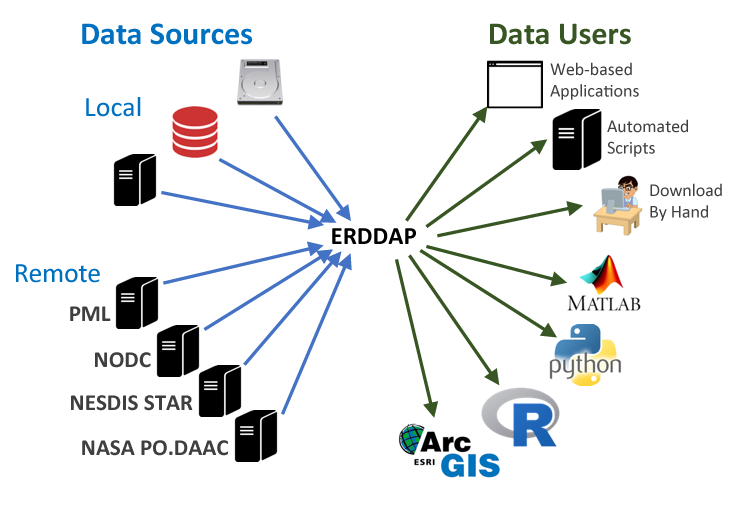 Data Sources
Data Users
Local
Web-based
Applications
Automated
Scripts
Download
By Hand
ERDDAP
Remote
PML
NODC
NESDIS STAR
NASA PO.DAAC
MATLAB
python
R
Arc
ESRI
GIS